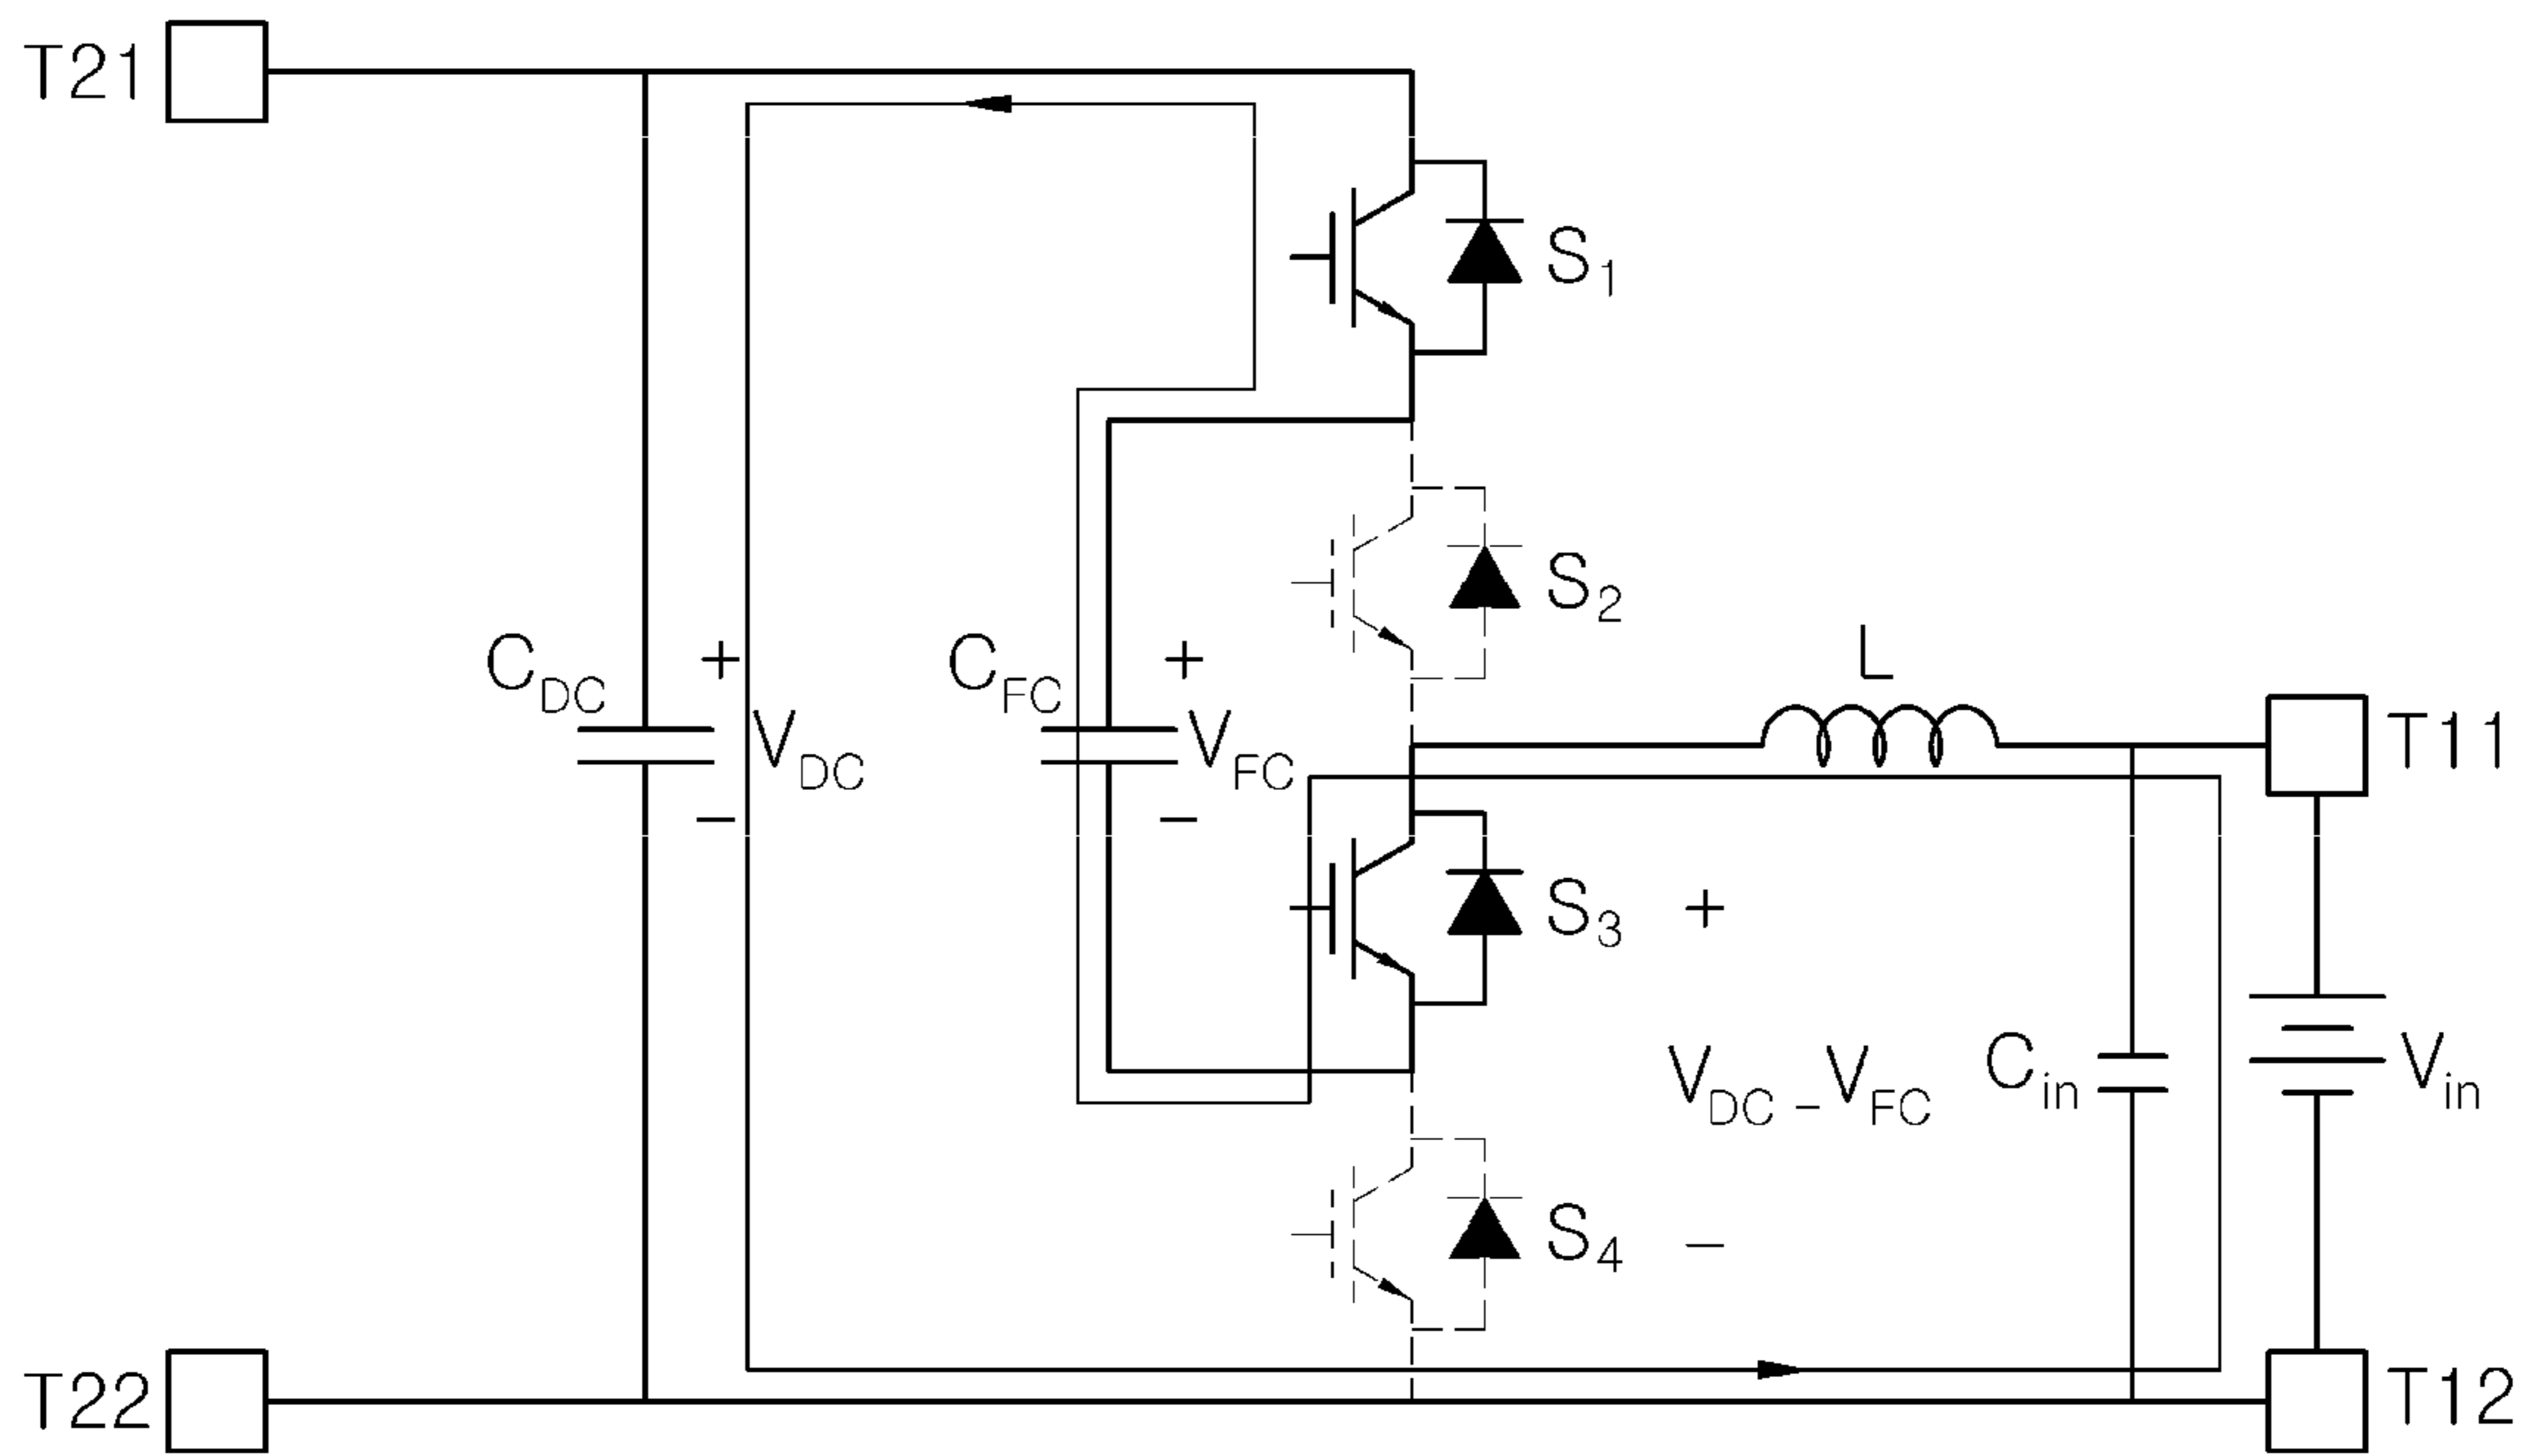 T21
S1
S2
CDC
+
VDC
−
CFC
+
VFC
−
L
T11
S3
+
VDC − VFC
−
Cin
Vin
S4
T22
T12